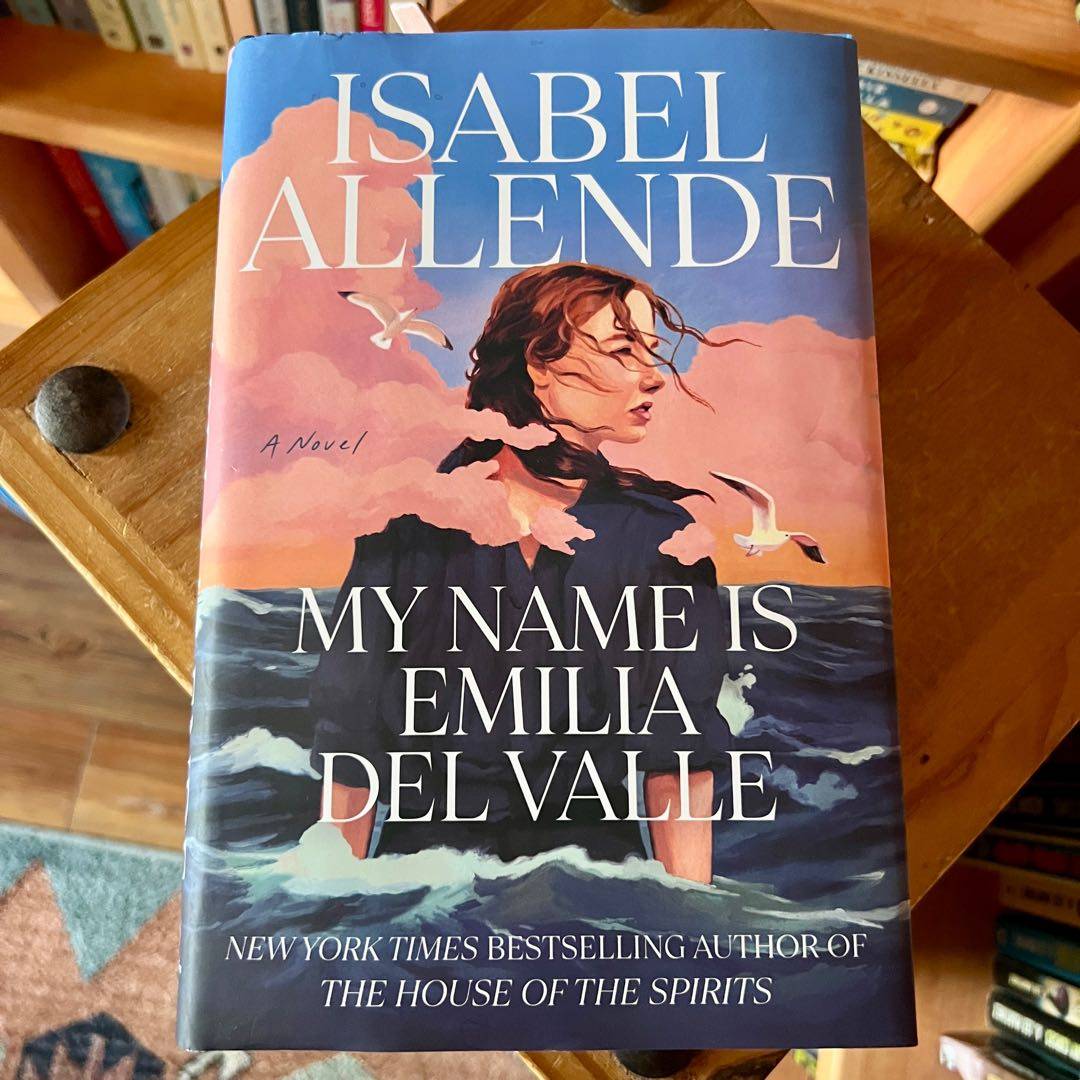 ISABEL
ALLENDE
A Novel
MY NAME IS
EMILIA
DEL VALLE
NEW YORK TIMES BESTSELLING AUTHOR OF
THE HOUSE OF THE SPIRITS